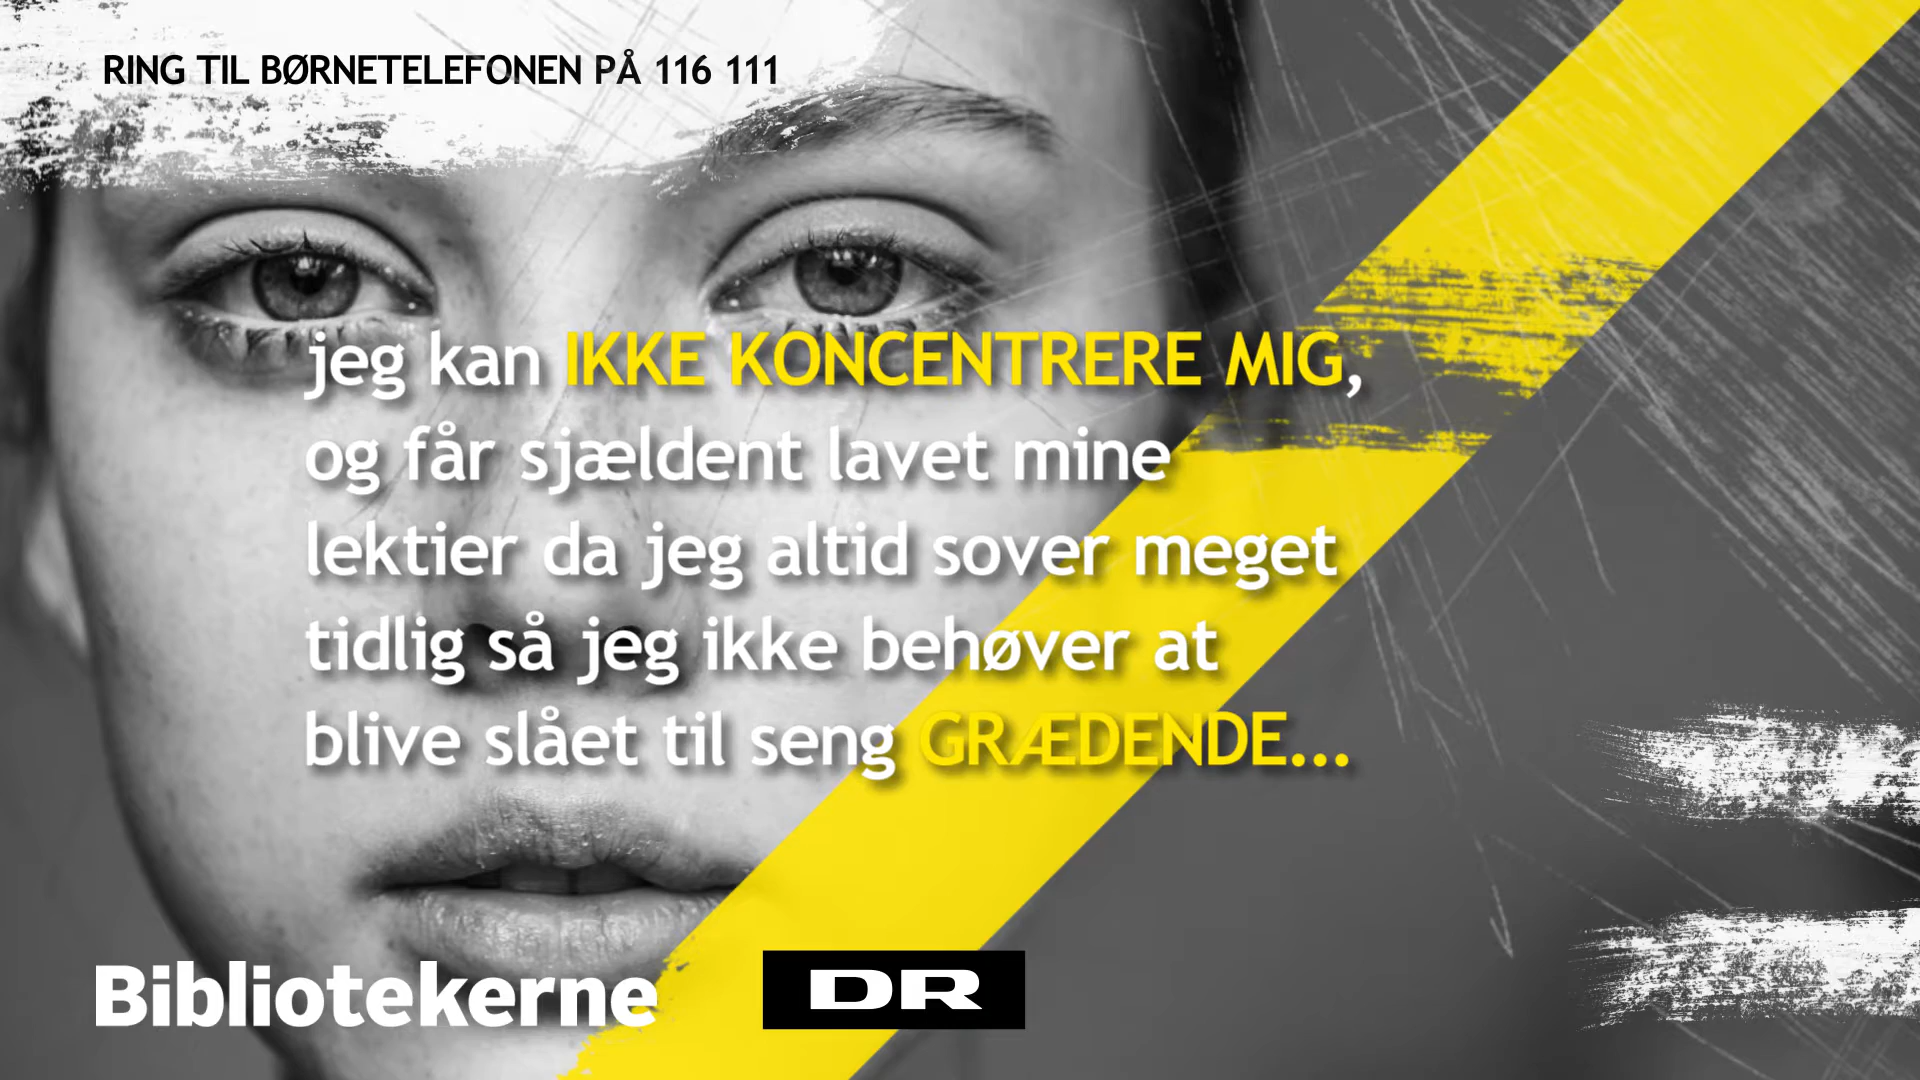 RING TIL BØRNETELEFONEN PÅ 116 111
jeg kan IKKE KONCENTRERE MIG,
og får sjældent lavet mine
lektier da jeg altid sover meget
tidlig så jeg ikke behøver at
blive slået til seng GRÆDENDE...
Bibliotekerne
DR